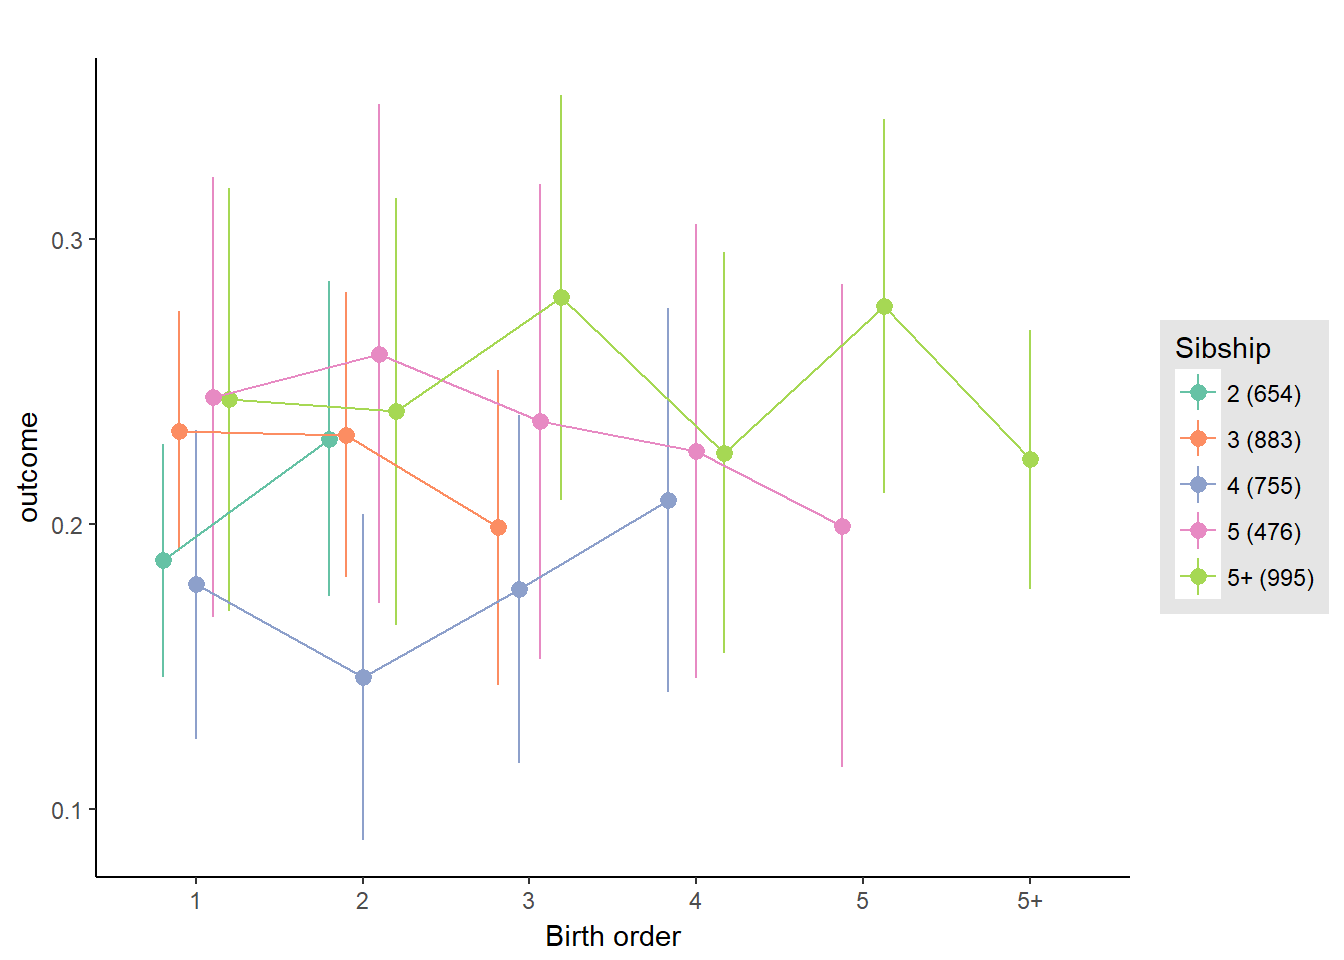 outcome
0.3
0.2
0.1
1 2 3 4 5 5+
Birth order
Sibship
2 (654)
3 (883)
4 (755)
5 (476)
5+ (995)